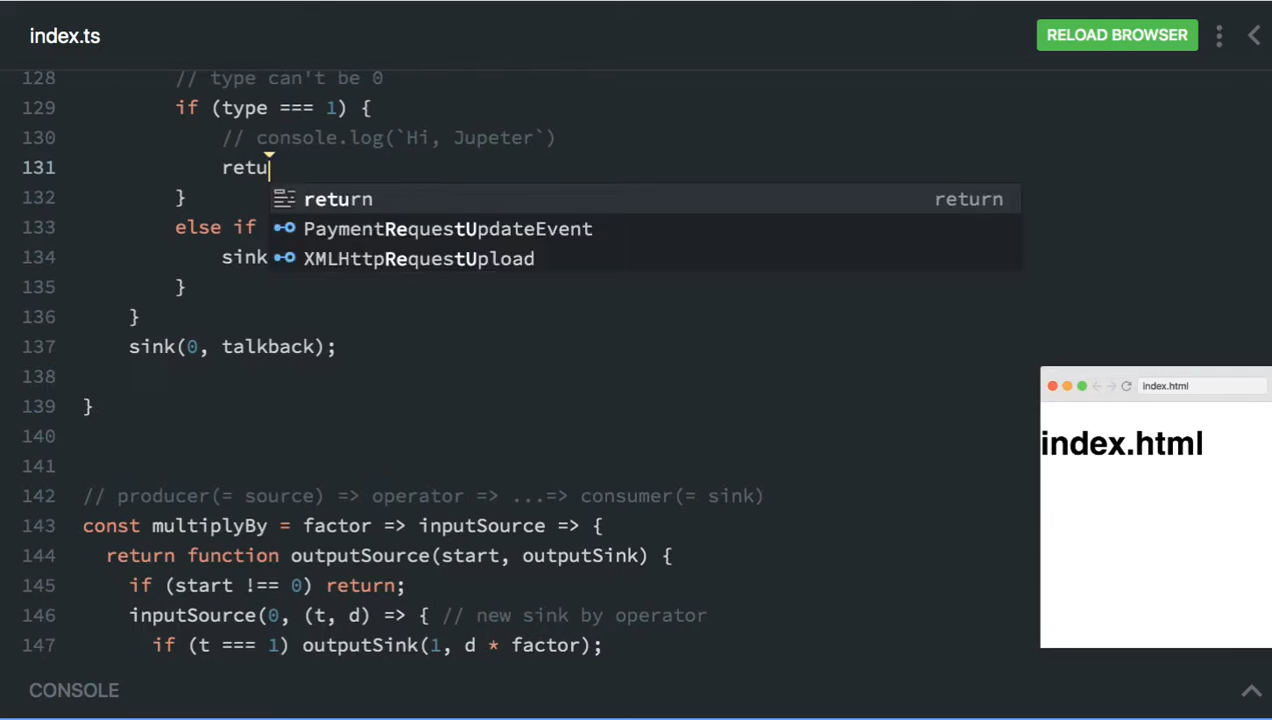 index.ts
RELOAD BROWSER
128 // type can't be 0
129 if (type === 1) {
130 // console.log(`Hi, Jupeter`)
131 retu
return return
132 }
PaymentRequestUpdateEvent
133 else if
XMLHttpRequestUpload
134 sink
135 }
136 }
137 sink(0, talkback);
138
index.html
139 }
index.html
140
141
142 // producer(= source) => operator => ...=> consumer(= sink)
143 const multiplyBy = factor => inputSource => {
144 return function outputSource(start, outputSink) {
145 if (start !== 0) return;
146 inputSource(0, (t, d) => { // new sink by operator
147 if (t === 1) outputSink(1, d * factor);
CONSOLE